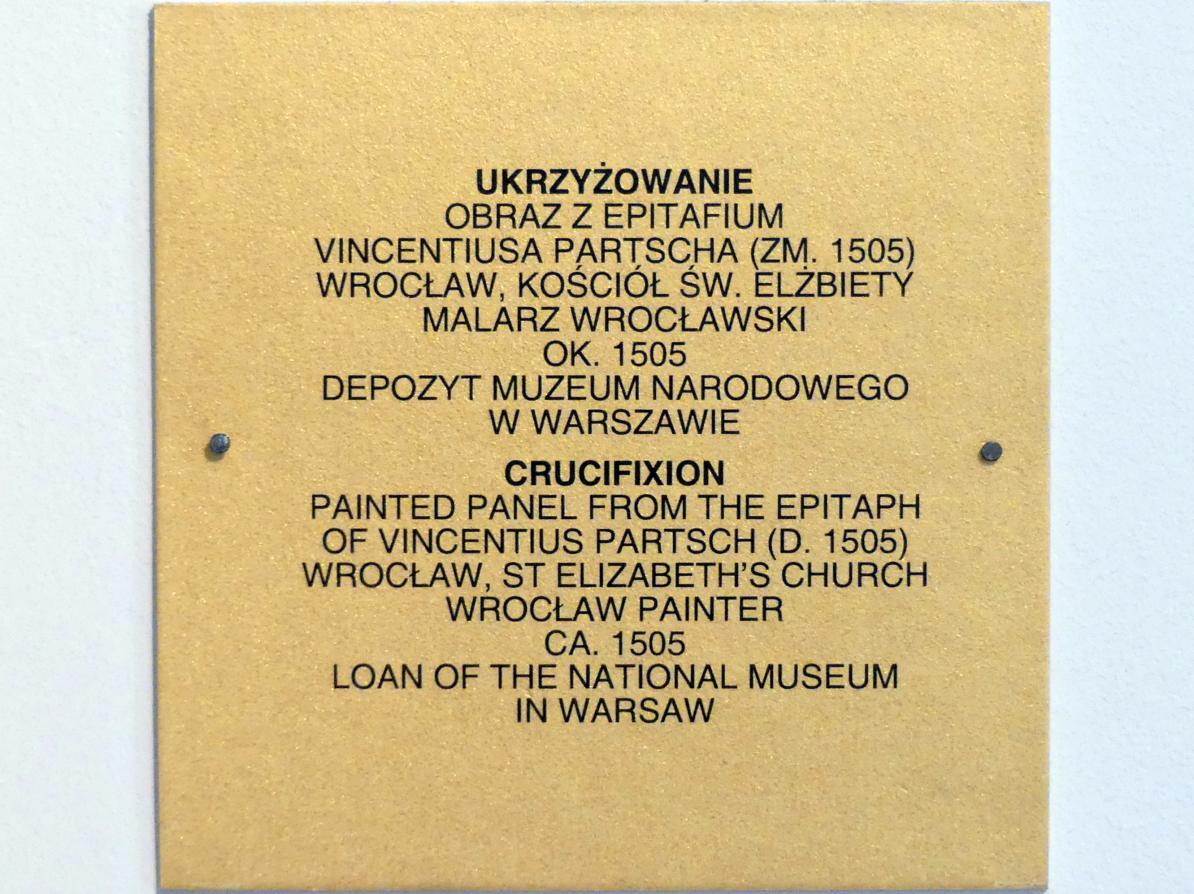 UKRZYŻOWANIE
OBRAZ Z EPITAFIUM
VINCENTIUSA PARTSCHA (ZM. 1505)
WROCŁAW, KOŚCIÓŁ ŚW. ELŻBIETY
MALARZ WROCŁAWSKI
OK. 1505
DEPOZYT MUZEUM NARODOWEGO
W WARSZAWIE
CRUCIFIXION
PAINTED PANEL FROM THE EPITAPH
OF VINCENTIUS PARTSCH (D. 1505)
WROCŁAW, ST ELIZABETH'S CHURCH
WROCŁAW PAINTER
CA. 1505
LOAN OF THE NATIONAL MUSEUM
IN WARSAW